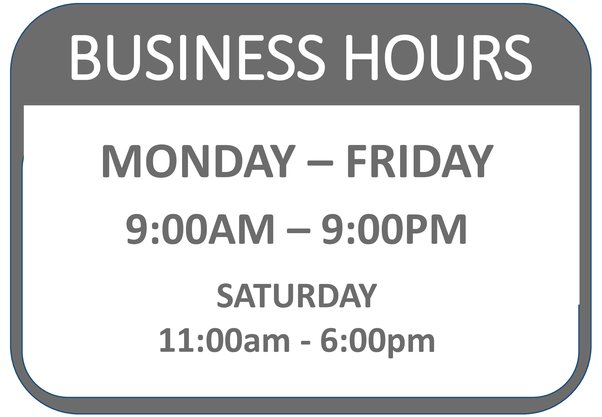 BUSINESS HOURS
MONDAY – FRIDAY
9:00AM – 9:00PM
SATURDAY
11:00am - 6:00pm